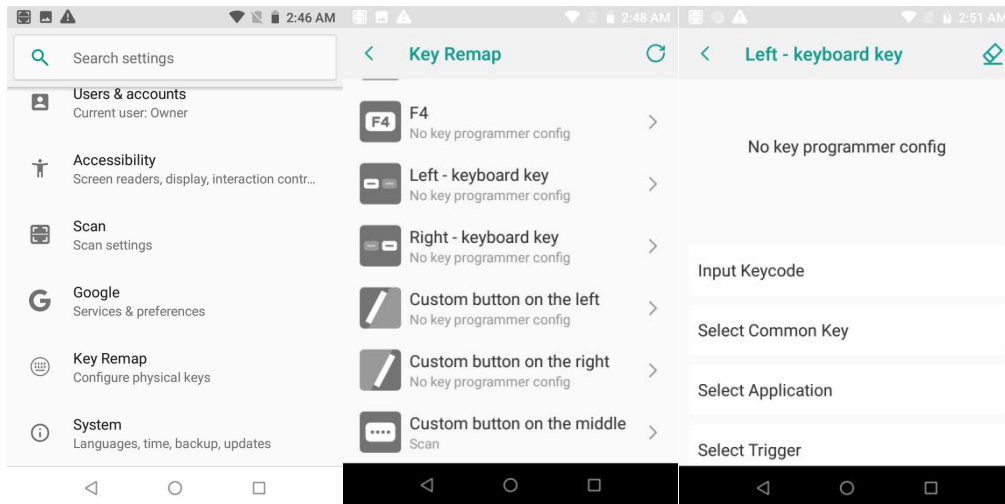 2:46 AM
Search settings
Users & accounts
Current user: Owner
Accessibility
Screen readers, display, interaction contr...
Scan
Scan settings
G
Google
Services & preferences
Key Remap
Configure physical keys
System
Languages, time, backup, updates
2:48 AM
Key Remap
F4
F4
No key programmer config
Left - keyboard key
No key programmer config
Right - keyboard key
No key programmer config
Custom button on the left
No key programmer config
Custom button on the right
No key programmer config
Custom button on the middle
Scan
2:51 AM
Left - keyboard key
No key programmer config
Input Keycode
Select Common Key
Select Application
Select Trigger